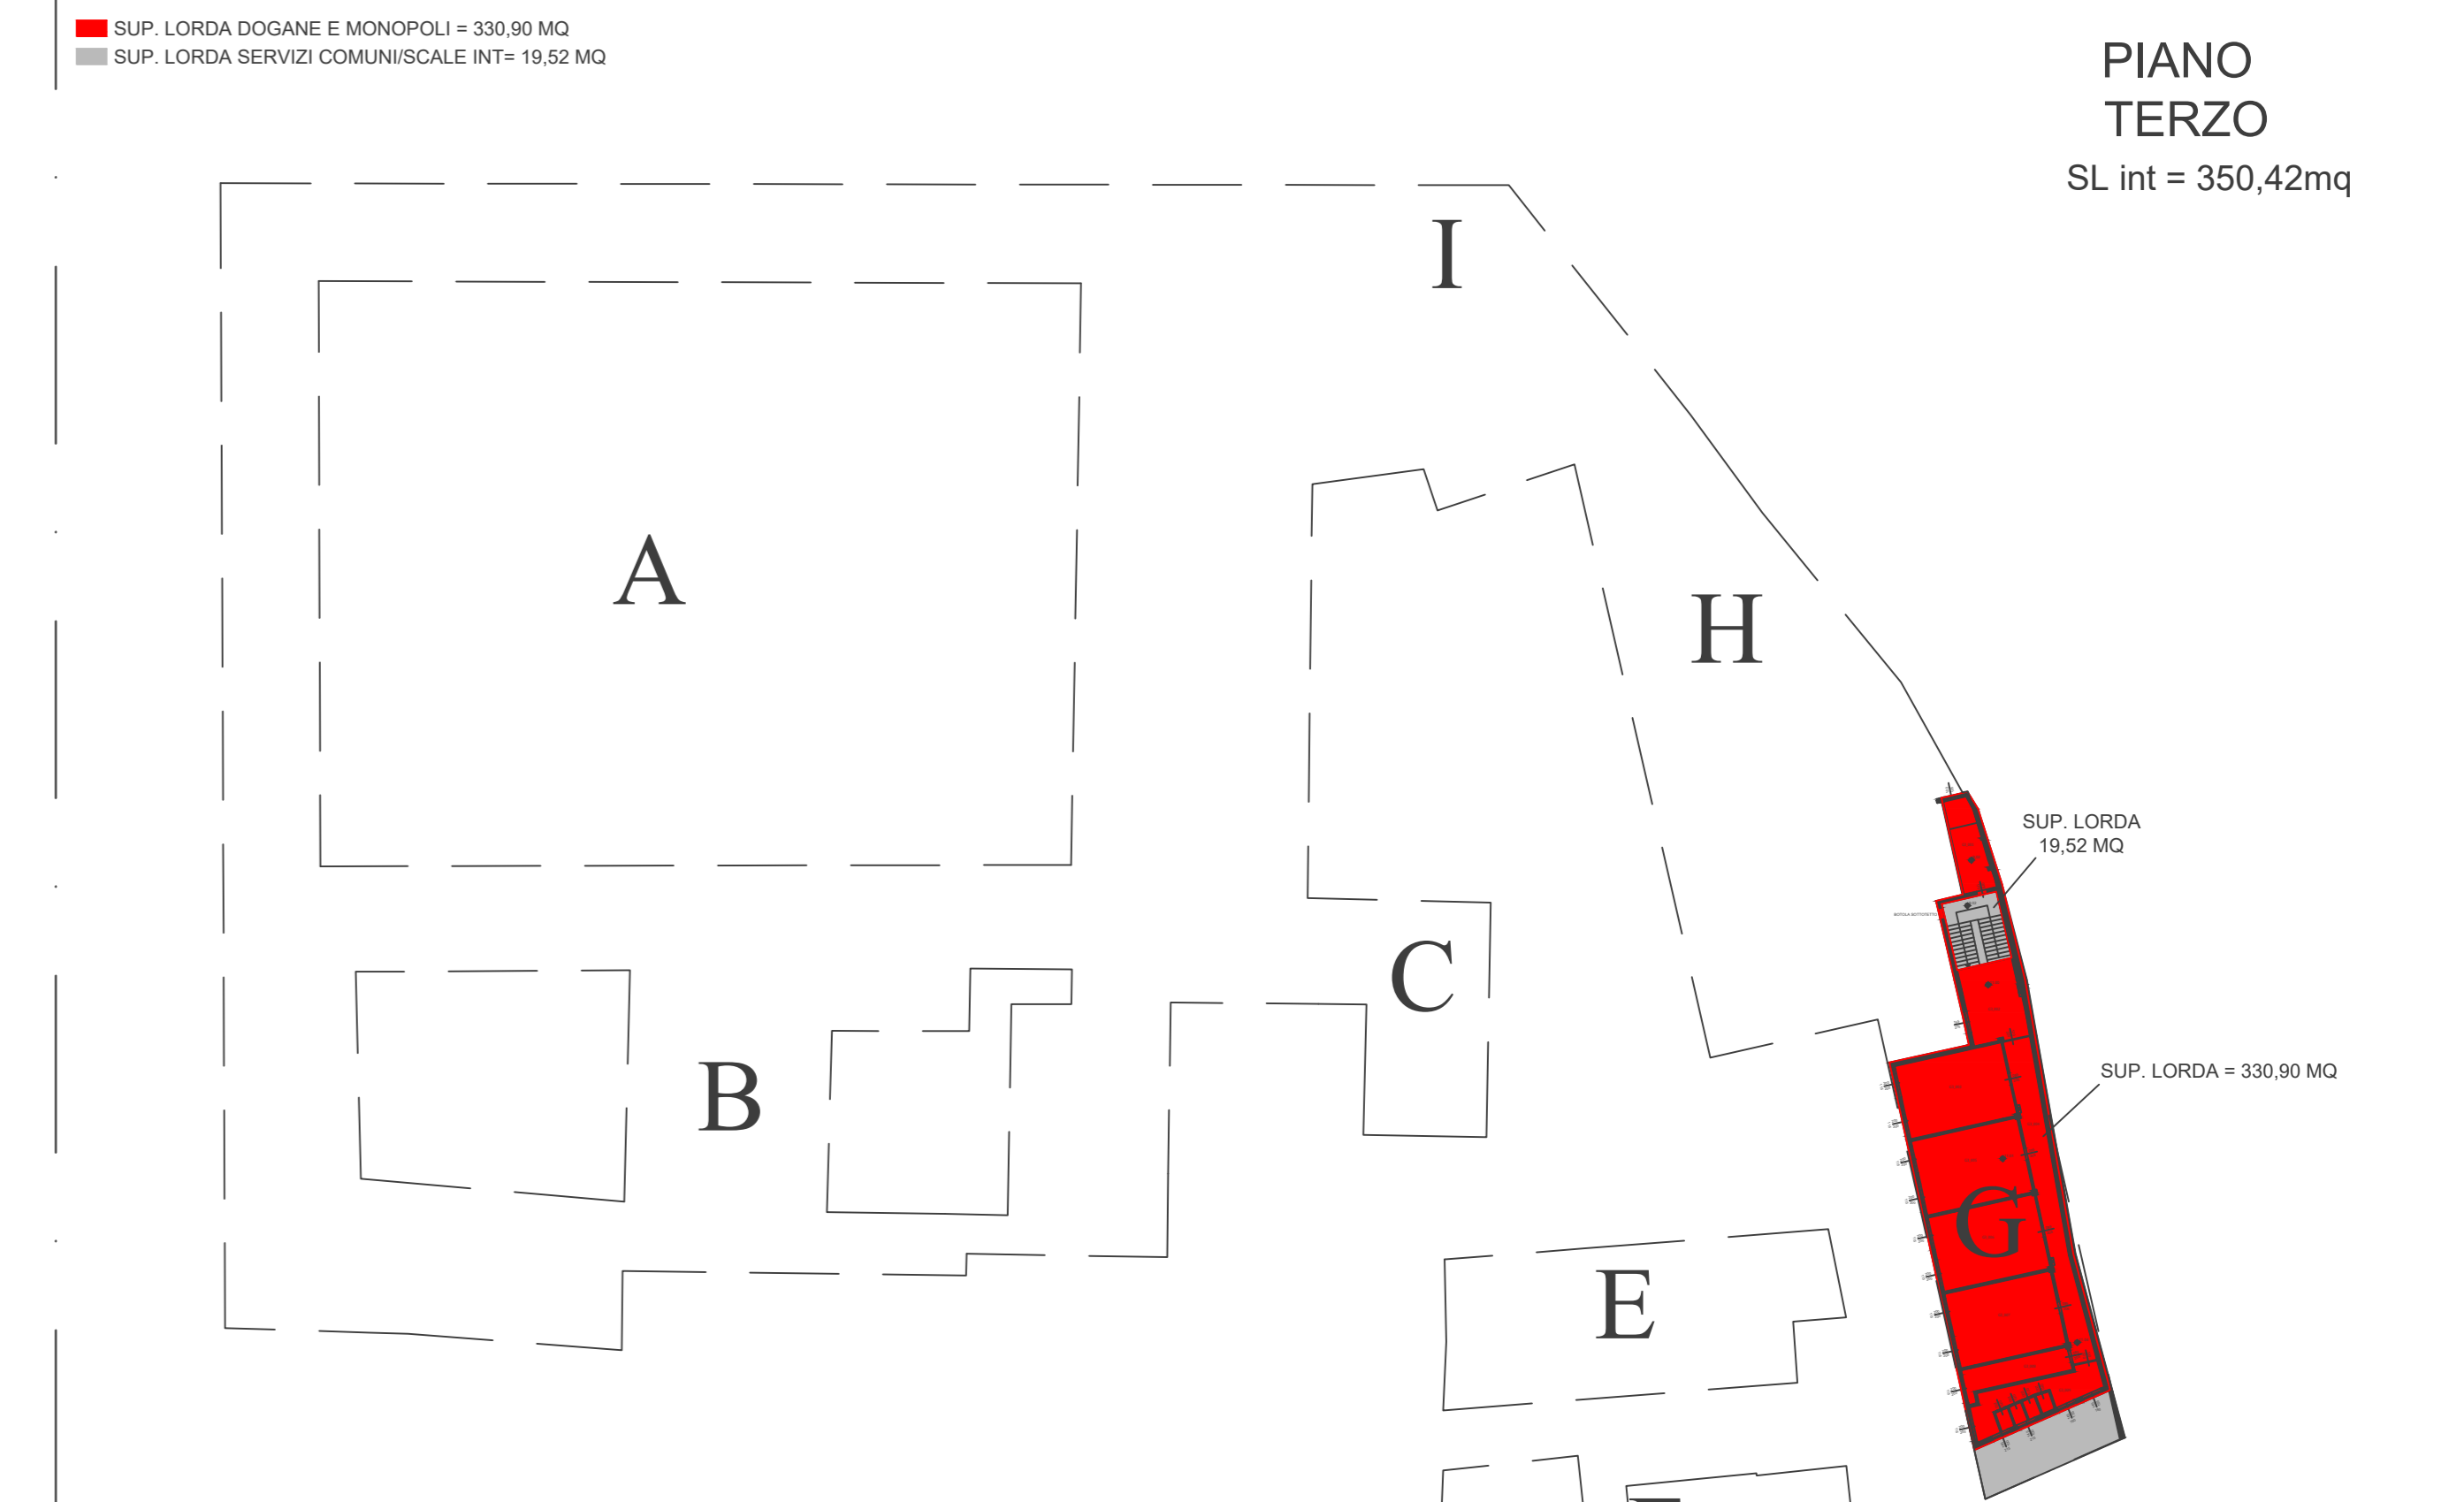 SUP. LORDA DOGANE E MONOPOLI = 330,90 MQ
SUP. LORDA SERVIZI COMUNI/SCALE INT= 19,52 MQ
PIANO
TERZO
SL int = 350,42mq
I
A
H
SUP. LORDA
19,52 MQ
C
SUP. LORDA = 330,90 MQ
B
G
E